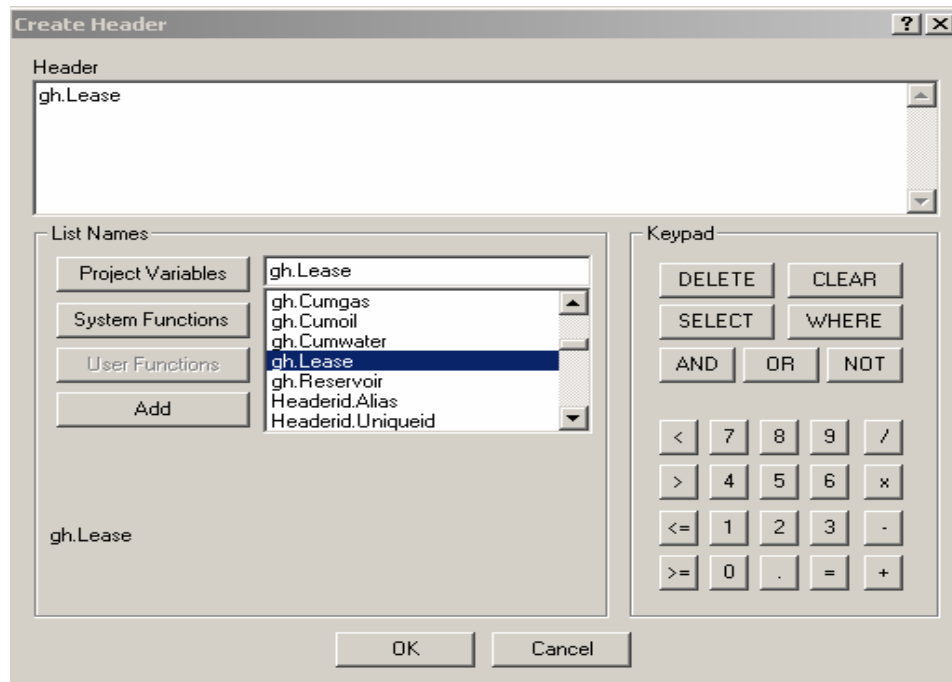 Create Header
? X
Header
gh.Lease
List Names
Project Variables
System Functions
User Functions
Add
gh.Lease
gh.Cumgas
gh.Cumoil
gh.Cumwater
gh.Lease
gh.Reservoir
Headerid.Alias
Headerid.Uniqueid
gh.Lease
Keypad
DELETE CLEAR
SELECT WHERE
AND OR NOT
< 7 8 9 /
> 4 5 6 x
<= 1 2 3 -
>= 0 . = +
OK Cancel